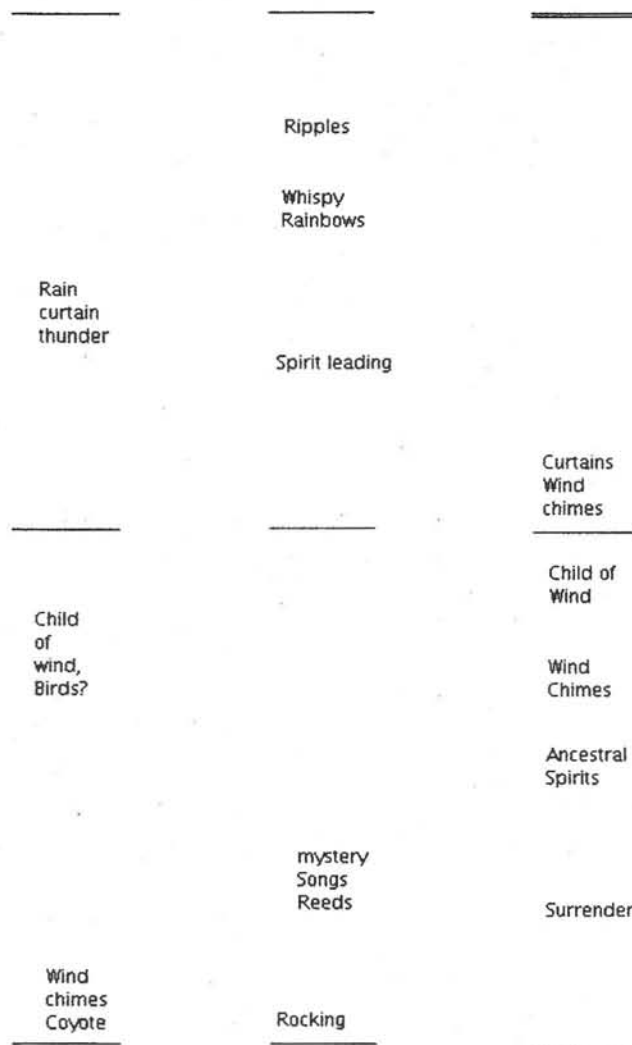 Rain
curtain
thunder
Child
of
wind,
Birds?
Wind
chimes
Coyote
Ripples
Whispy
Rainbows
Spirit leading
mystery
Songs
Reeds
Rocking
Curtains
Wind
chimes
Child of
Wind
Wind
Chimes
Ancestral
Spirits
Surrender